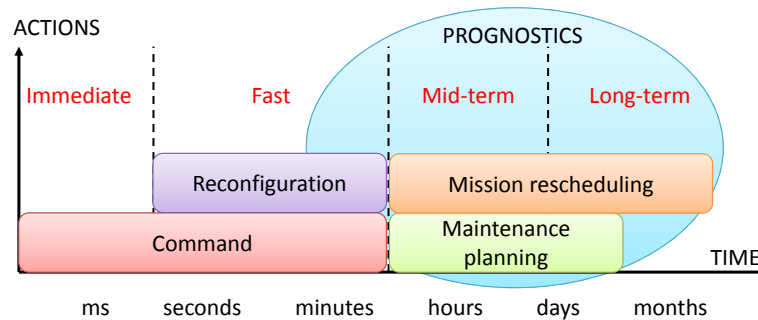 ACTIONS
PROGNOSTICS
Immediate
Fast
Mid-term
Long-term
Reconfiguration
Mission rescheduling
Command
Maintenance
planning
TIME
ms seconds minutes hours days months